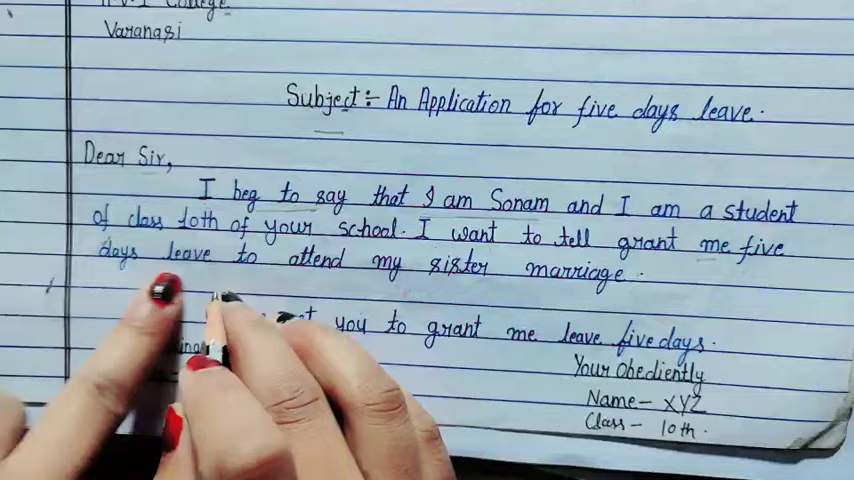 College
Varanasi
Subject:- An Application for five days leave.
Dear Sir,
I beg to say that I am Sonam and I am a student
of class 10th of your school. I want to tell grant me five
days leave to attend my sister marriage.
you to grant me leave five days.
Your Obediently
Name- XYZ
Class- 10th.